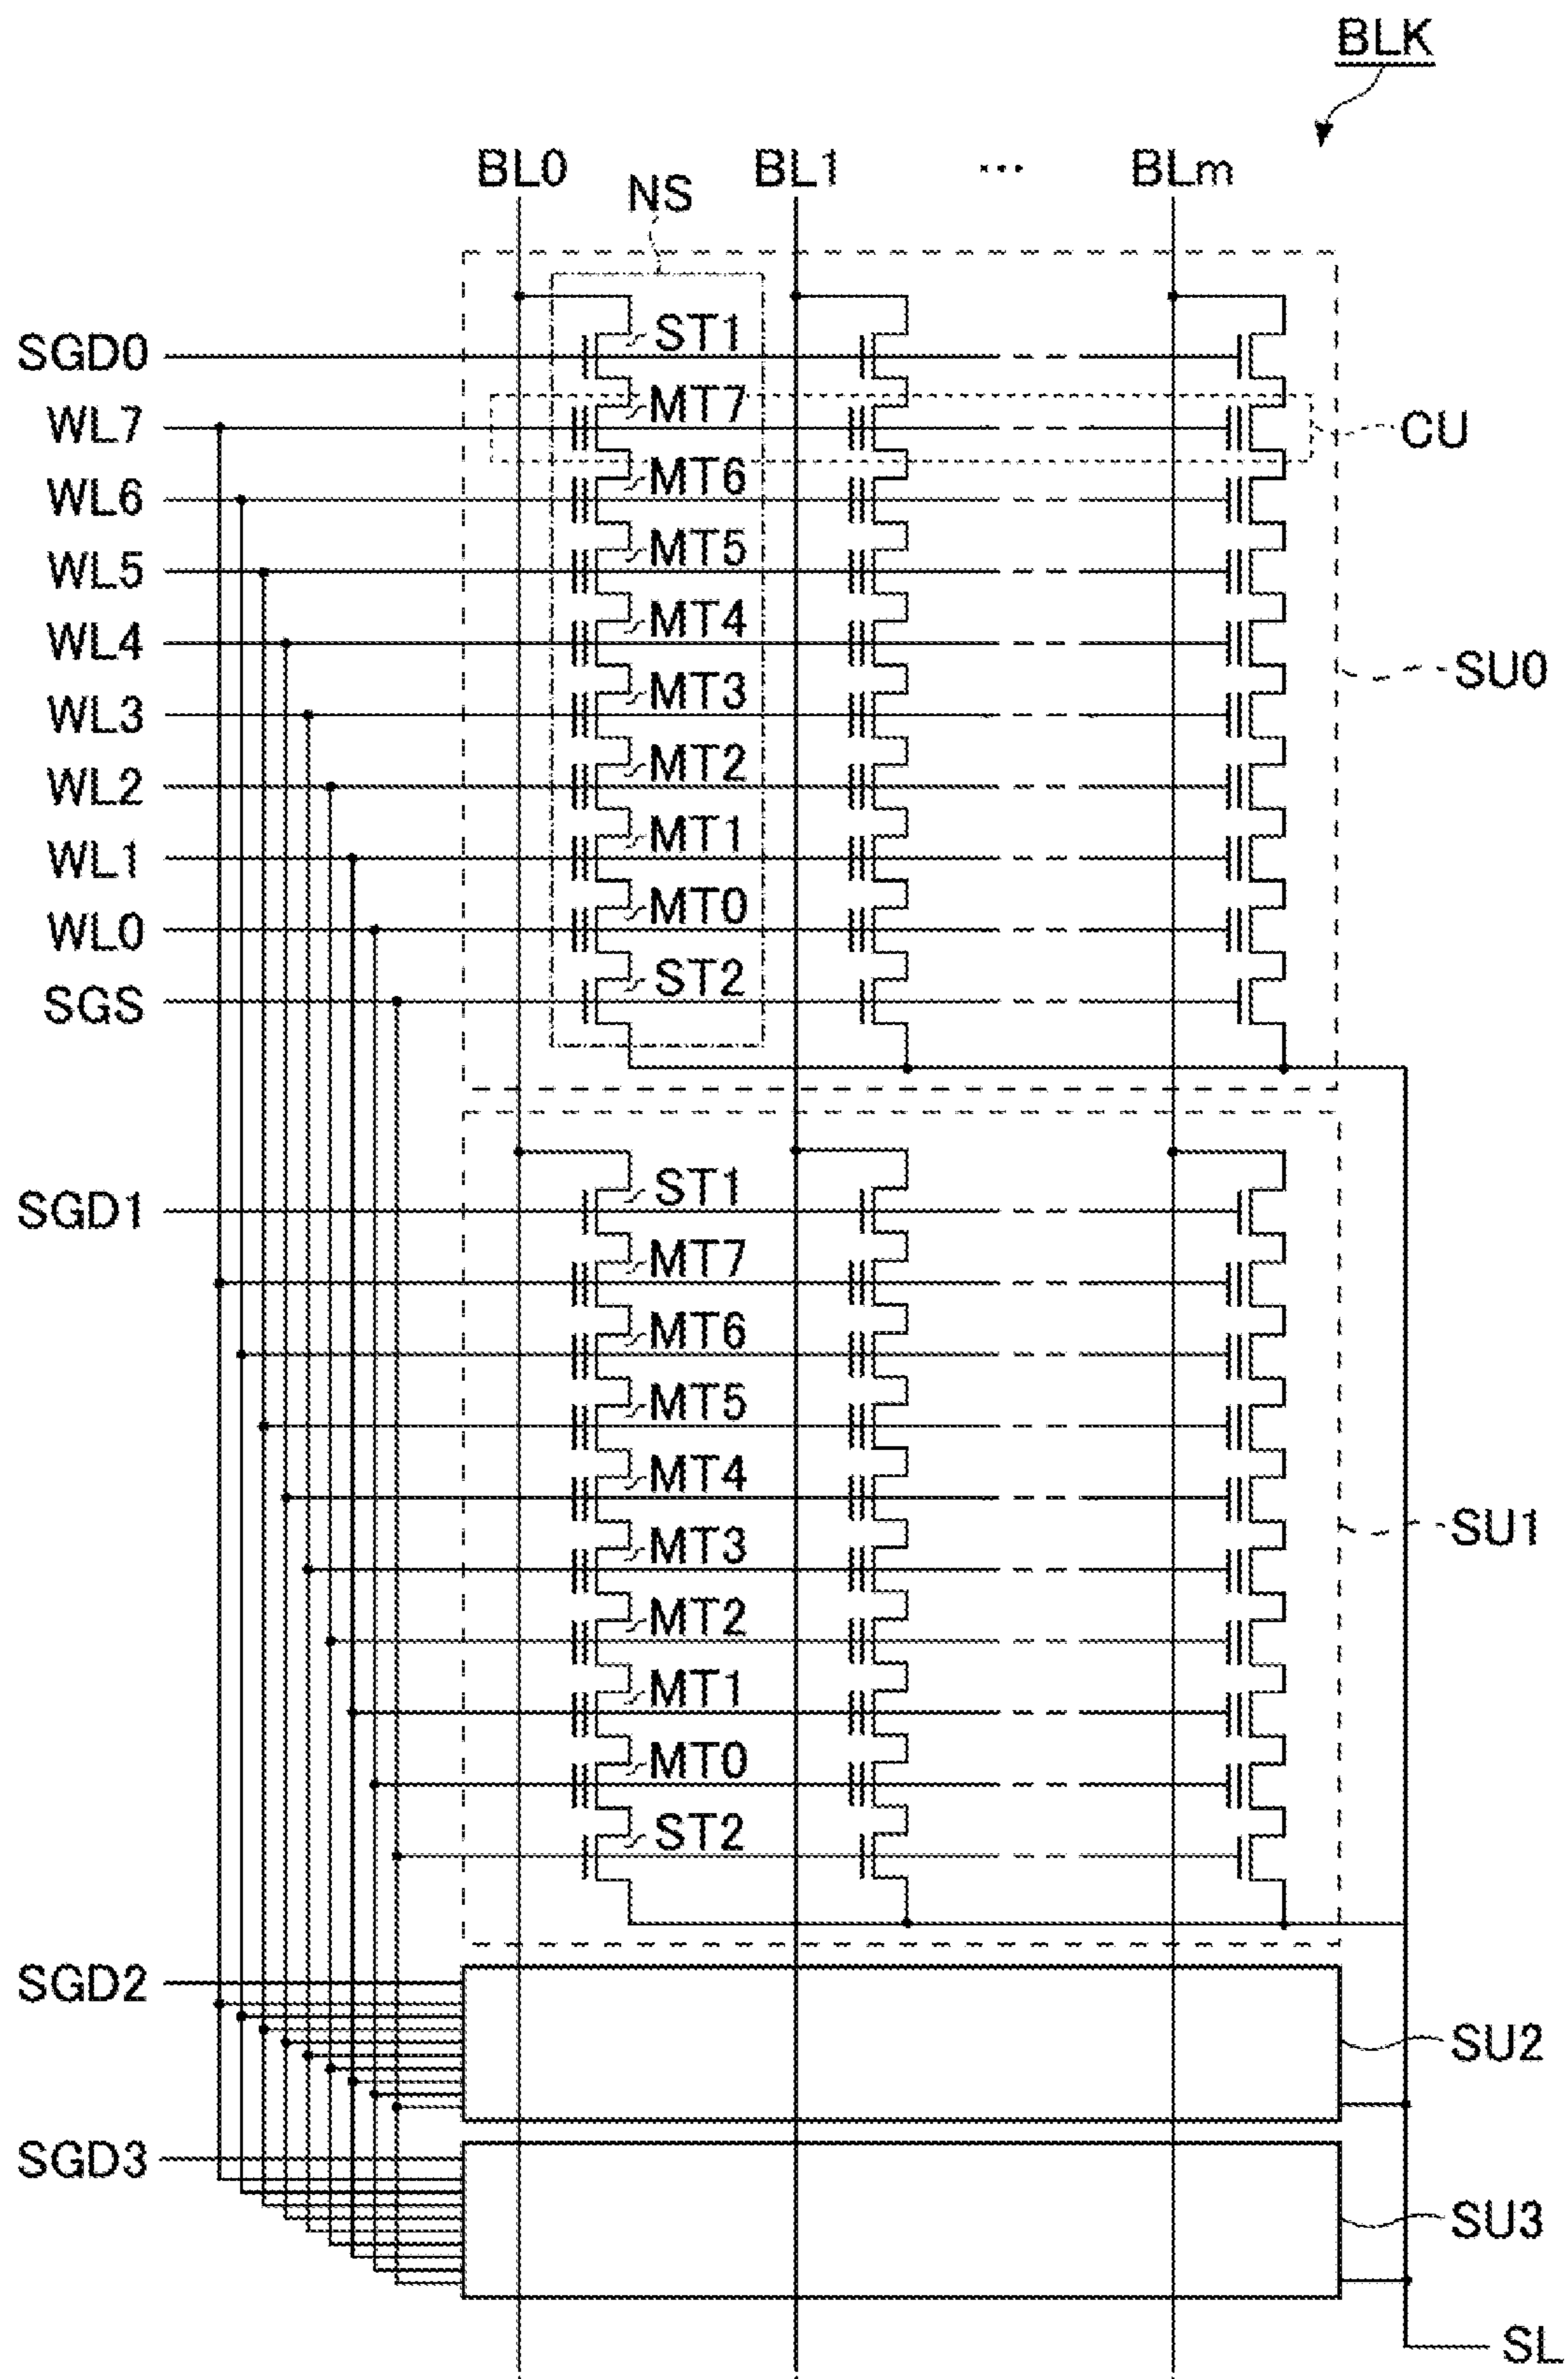 BLK
BL0 BL1 ... BLm
NS
SGD0 ST1
WL7 MT7 CU
WL6 MT6
WL5 MT5
WL4 MT4 SU0
WL3 MT3
WL2 MT2
WL1 MT1
WL0 MT0
SGS ST2
SGD1 ST1
MT7
MT6
MT5
MT4
MT3 SU1
MT2
MT1
MT0
ST2
SGD2
SU2
SGD3
SU3
SL